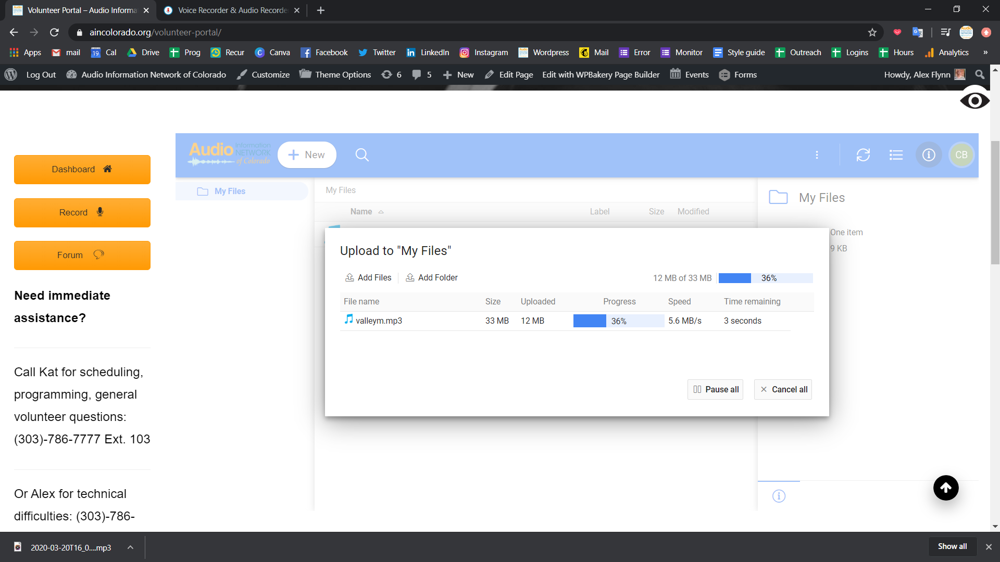 Volunteer Portal – Audio Informa
Voice Recorder & Audio Recorde
aincolorado.org/volunteer-portal/
Apps mail Cal Drive Prog Recur Canva Facebook Twitter LinkedIn Instagram Wordpress Mail Error Monitor Style guide Outreach Logins Hours Analytics »
Log Out Audio Information Network of Colorado Customize Theme Options 6 5 New Edit Page Edit with WPBakery Page Builder Events Forms Howdy, Alex Flynn
Audio Information NETWORK of Colorado
New
CB
Dashboard
Record
Forum
Need immediate
assistance?
Call Kat for scheduling,
programming, general
volunteer questions:
(303)-786-7777 Ext. 103
Or Alex for technical
difficulties: (303)-786-
My Files
My Files
Name Label Size Modified
My Files
One item
9 KB
Upload to "My Files"
Add Files Add Folder 12 MB of 33 MB 36%
File name Size Uploaded Progress Speed Time remaining
valleym.mp3 33 MB 12 MB 36% 5.6 MB/s 3 seconds
Pause all Cancel all
2020-03-20T16_0....mp3
Show all